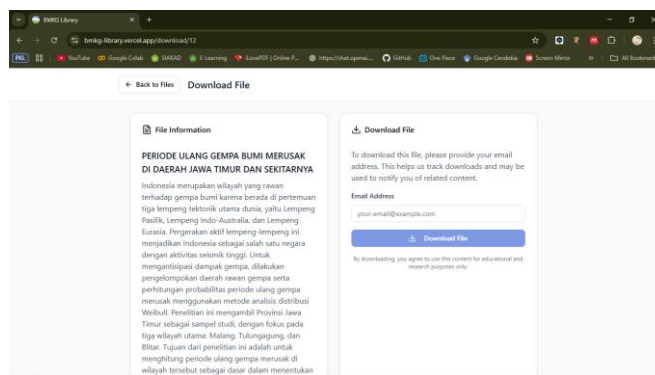 BMKG Library
bmkg-library.vercel.app/download/12
PKL
YouTube
Google Colab
SIAKAD
E-Learning
iLovePDF | Online P...
https://chat.openai....
GitHub
One Piece
Google Cendekia
Screen Mirror
All Bookmarks
← Back to Files
Download File
File Information
PERIODE ULANG GEMPA BUMI MERUSAK
DI DAERAH JAWA TIMUR DAN SEKITARNYA
Indonesia merupakan wilayah yang rawan
terhadap gempa bumi karena berada di pertemuan
tiga lempeng tektonik utama dunia, yaitu Lempeng
Pasifik, Lempeng Indo-Australia, dan Lempeng
Eurasia. Pergerakan aktif lempeng-lempeng ini
menjadikan Indonesia sebagai salah satu negara
dengan aktivitas seismik tinggi. Untuk
mengantisipasi dampak gempa, dilakukan
pengelompokan daerah rawan gempa serta
perhitungan probabilitas periode ulang gempa
merusak menggunakan metode analisis distribusi
Weibull. Penelitian ini mengambil Provinsi Jawa
Timur sebagai sampel studi, dengan fokus pada
tiga wilayah utama: Malang, Tulungagung, dan
Blitar. Tujuan dari penelitian ini adalah untuk
menghitung periode ulang gempa merusak di
wilayah tersebut sebagai dasar dalam menentukan
Download File
To download this file, please provide your email
address. This helps us track downloads and may be
used to notify you of related content.
Email Address
your-email@example.com
Download File
By downloading, you agree to use this content for educational and
research purposes only.